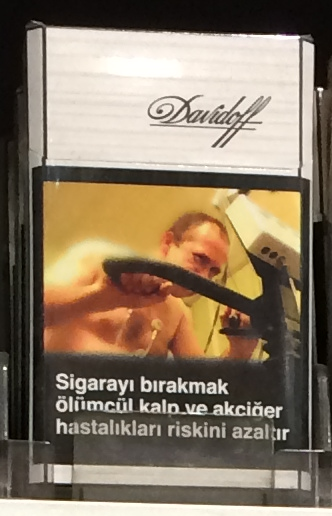 Davidoff
Sigarayı bırakmak
ölümcül kalp ve akciğer
hastalıkları riskini azaltır